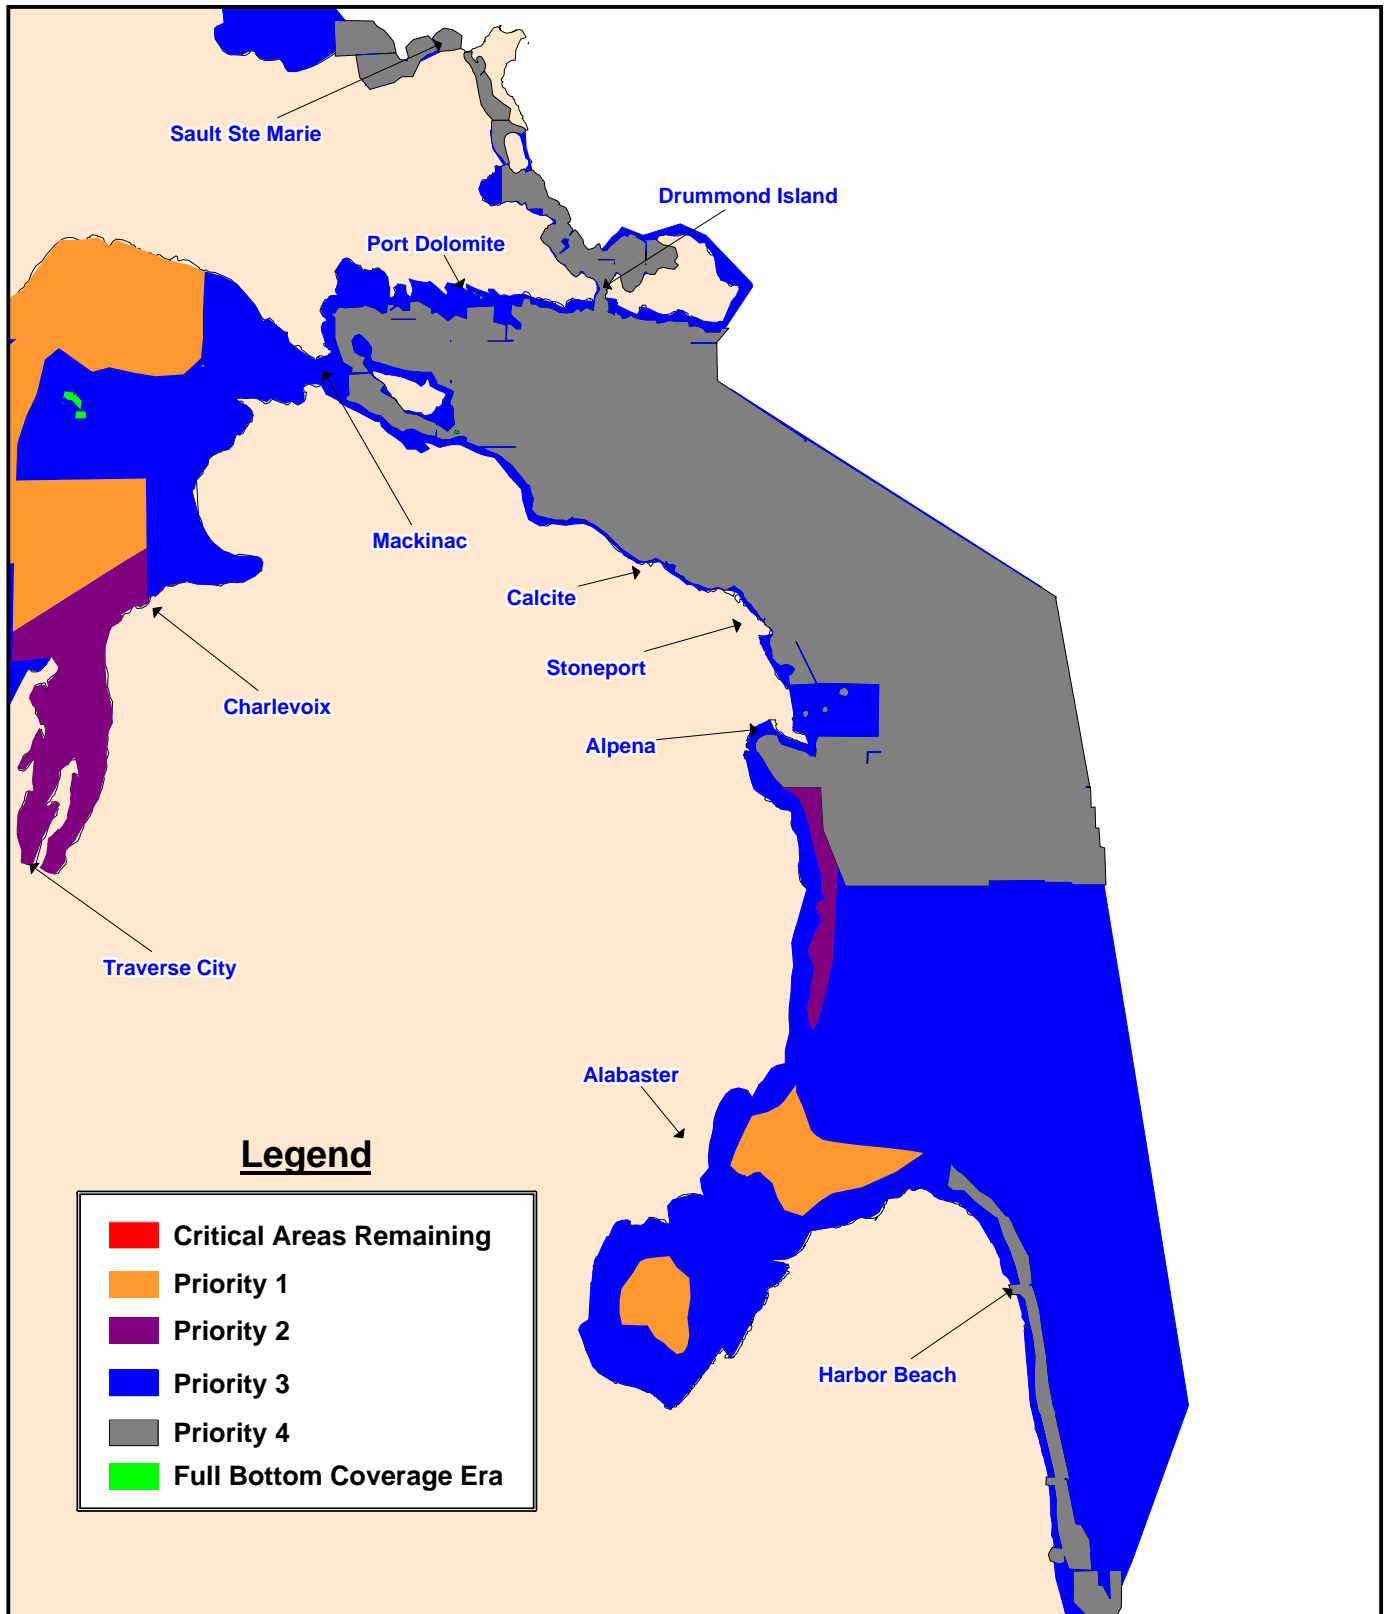 Sault Ste Marie
Drummond Island
Port Dolomite
Mackinac
Calcite
Stoneport
Charlevoix
Alpena
Traverse City
Alabaster
Harbor Beach
Legend
Critical Areas Remaining
Priority 1
Priority 2
Priority 3
Priority 4
Full Bottom Coverage Era